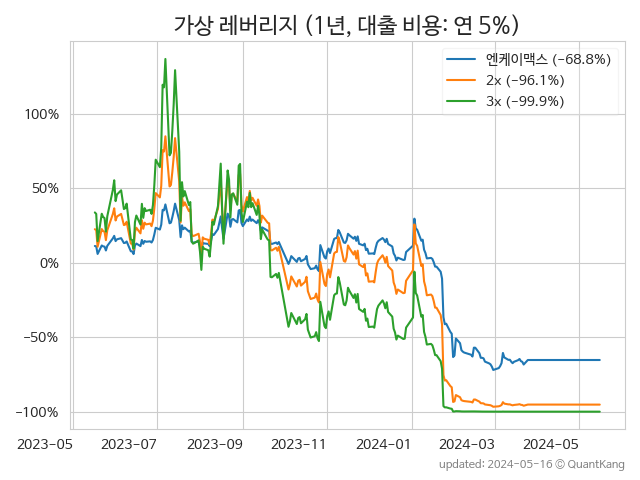 가상 레버리지 (1년, 대출 비용: 연 5%)
엔케이맥스 (−68.8%)
2x (−96.1%)
3x (−99.9%)
100%
50%
0%
−50%
−100%
2023-05 2023-07 2023-09 2023-11 2024-01 2024-03 2024-05
updated: 2024-05-16 © QuantKang